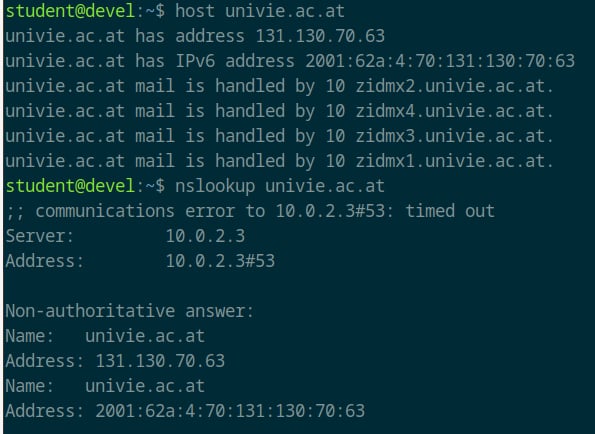 student@devel:~$ host univie.ac.at
univie.ac.at has address 131.130.70.63
univie.ac.at has IPv6 address 2001:62a:4:70:131:130:70:63
univie.ac.at mail is handled by 10 zidmx2.univie.ac.at.
univie.ac.at mail is handled by 10 zidmx4.univie.ac.at.
univie.ac.at mail is handled by 10 zidmx3.univie.ac.at.
univie.ac.at mail is handled by 10 zidmx1.univie.ac.at.
student@devel:~$ nslookup univie.ac.at
;; communications error to 10.0.2.3#53: timed out
Server:         10.0.2.3
Address:        10.0.2.3#53

Non-authoritative answer:
Name:   univie.ac.at
Address: 131.130.70.63
Name:   univie.ac.at
Address: 2001:62a:4:70:131:130:70:63